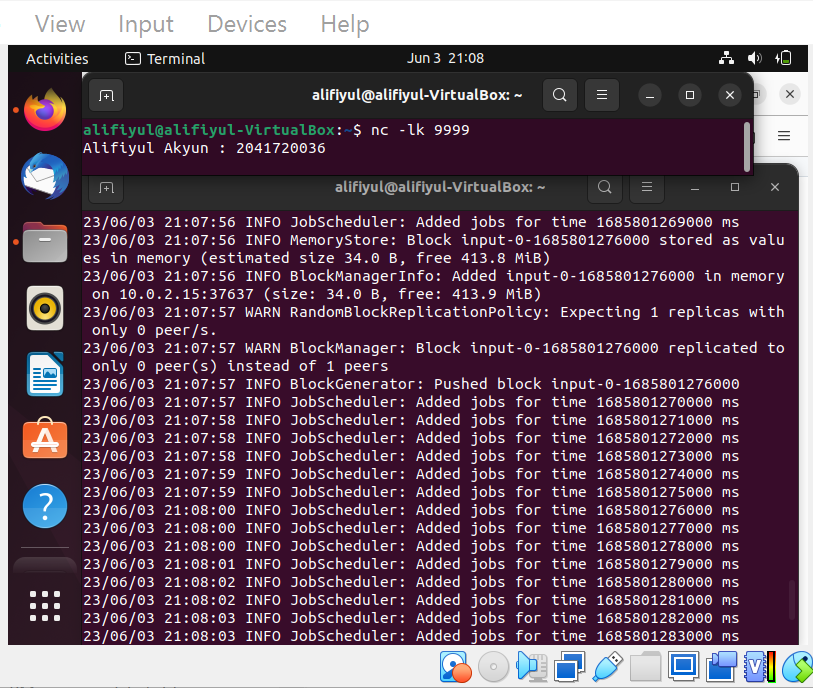 View Input Devices Help
Activities Terminal Jun 3 21:08
alifiyul@alifiyul-VirtualBox: ~
alifiyul@alifiyul-VirtualBox:~$ nc -lk 9999
Alifiyul Akyun : 2041720036
alifiyul@alifiyul-VirtualBox: ~
23/06/03 21:07:56 INFO JobScheduler: Added jobs for time 1685801269000 ms
23/06/03 21:07:56 INFO MemoryStore: Block input-0-1685801276000 stored as valu
es in memory (estimated size 34.0 B, free 413.8 MiB)
23/06/03 21:07:56 INFO BlockManagerInfo: Added input-0-1685801276000 in memory
on 10.0.2.15:37637 (size: 34.0 B, free: 413.9 MiB)
23/06/03 21:07:57 WARN RandomBlockReplicationPolicy: Expecting 1 replicas with
only 0 peer/s.
23/06/03 21:07:57 WARN BlockManager: Block input-0-1685801276000 replicated to
only 0 peer(s) instead of 1 peers
23/06/03 21:07:57 INFO BlockGenerator: Pushed block input-0-1685801276000
23/06/03 21:07:57 INFO JobScheduler: Added jobs for time 1685801270000 ms
23/06/03 21:07:58 INFO JobScheduler: Added jobs for time 1685801271000 ms
23/06/03 21:07:58 INFO JobScheduler: Added jobs for time 1685801272000 ms
23/06/03 21:07:58 INFO JobScheduler: Added jobs for time 1685801273000 ms
23/06/03 21:07:59 INFO JobScheduler: Added jobs for time 1685801274000 ms
23/06/03 21:07:59 INFO JobScheduler: Added jobs for time 1685801275000 ms
23/06/03 21:08:00 INFO JobScheduler: Added jobs for time 1685801276000 ms
23/06/03 21:08:00 INFO JobScheduler: Added jobs for time 1685801277000 ms
23/06/03 21:08:00 INFO JobScheduler: Added jobs for time 1685801278000 ms
23/06/03 21:08:01 INFO JobScheduler: Added jobs for time 1685801279000 ms
23/06/03 21:08:02 INFO JobScheduler: Added jobs for time 1685801280000 ms
23/06/03 21:08:02 INFO JobScheduler: Added jobs for time 1685801281000 ms
23/06/03 21:08:03 INFO JobScheduler: Added jobs for time 1685801282000 ms
23/06/03 21:08:03 INFO JobScheduler: Added jobs for time 1685801283000 ms